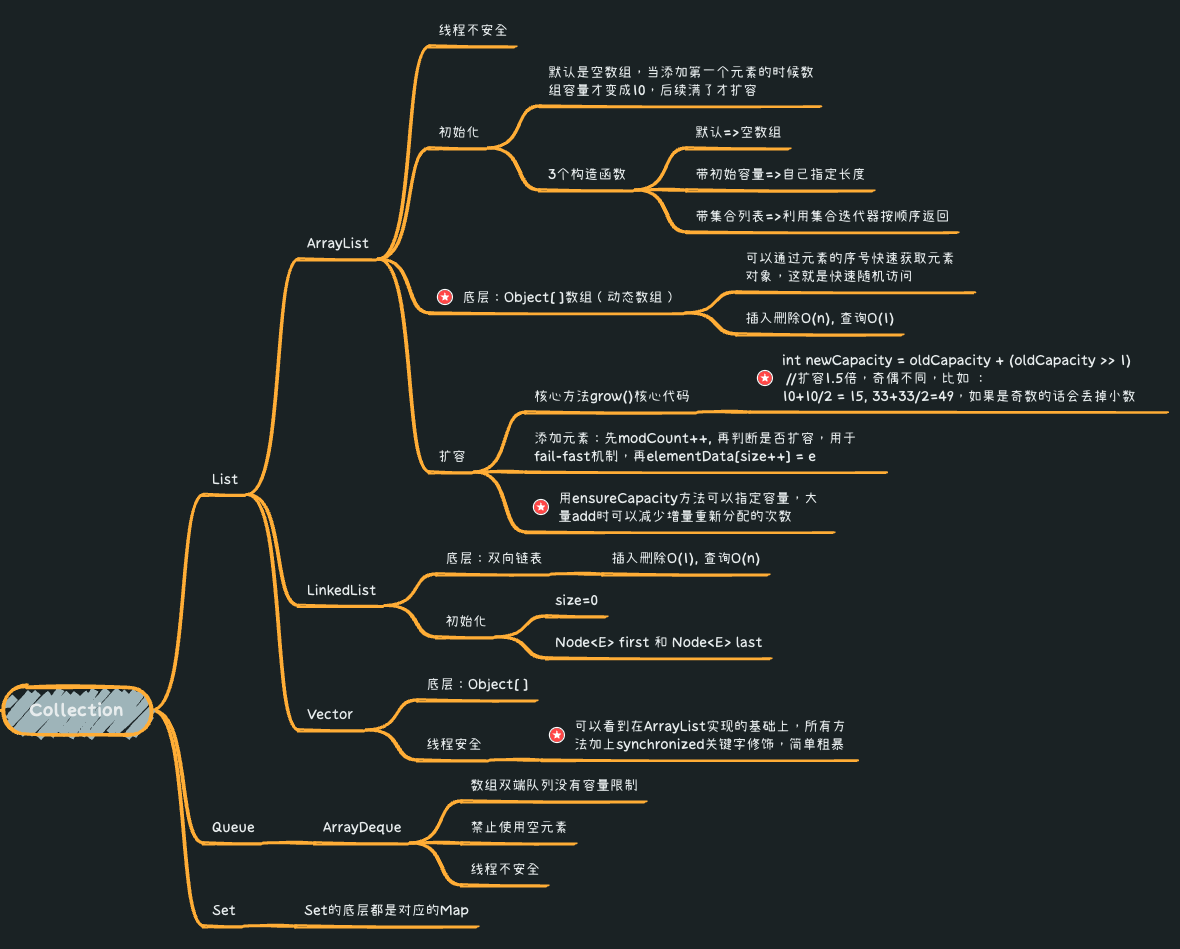 线程不安全
默认是空数组，当添加第一个元素的时候数
组容量才变成10，后续满了才扩容
初始化
默认=>空数组
3个构造函数
带初始容量=>自己指定长度
带集合列表=>利用集合迭代器按顺序返回
ArrayList
可以通过元素的序号快速获取元素
对象，这就是快速随机访问
底层：Object[]数组（动态数组）
插入删除O(n), 查询O(1)
int newCapacity = oldCapacity + (oldCapacity >> 1)
//扩容1.5倍，奇偶不同，比如 ：
10+10/2 = 15, 33+33/2=49，如果是奇数的话会丢掉小数
核心方法grow()核心代码
添加元素：先modCount++, 再判断是否扩容，用于
fail-fast机制，再elementData[size++] = e
扩容
用ensureCapacity方法可以指定容量，大
量add时可以减少增量重新分配的次数
List
底层：双向链表
插入删除O(1), 查询O(n)
LinkedList
size=0
初始化
Node<E> first 和 Node<E> last
底层：Object[]
Vector
可以看到在ArrayList实现的基础上，所有方
法加上synchronized关键字修饰，简单粗暴
线程安全
Collection
数组双端队列没有容量限制
Queue
ArrayDeque
禁止使用空元素
线程不安全
Set
Set的底层都是对应的Map